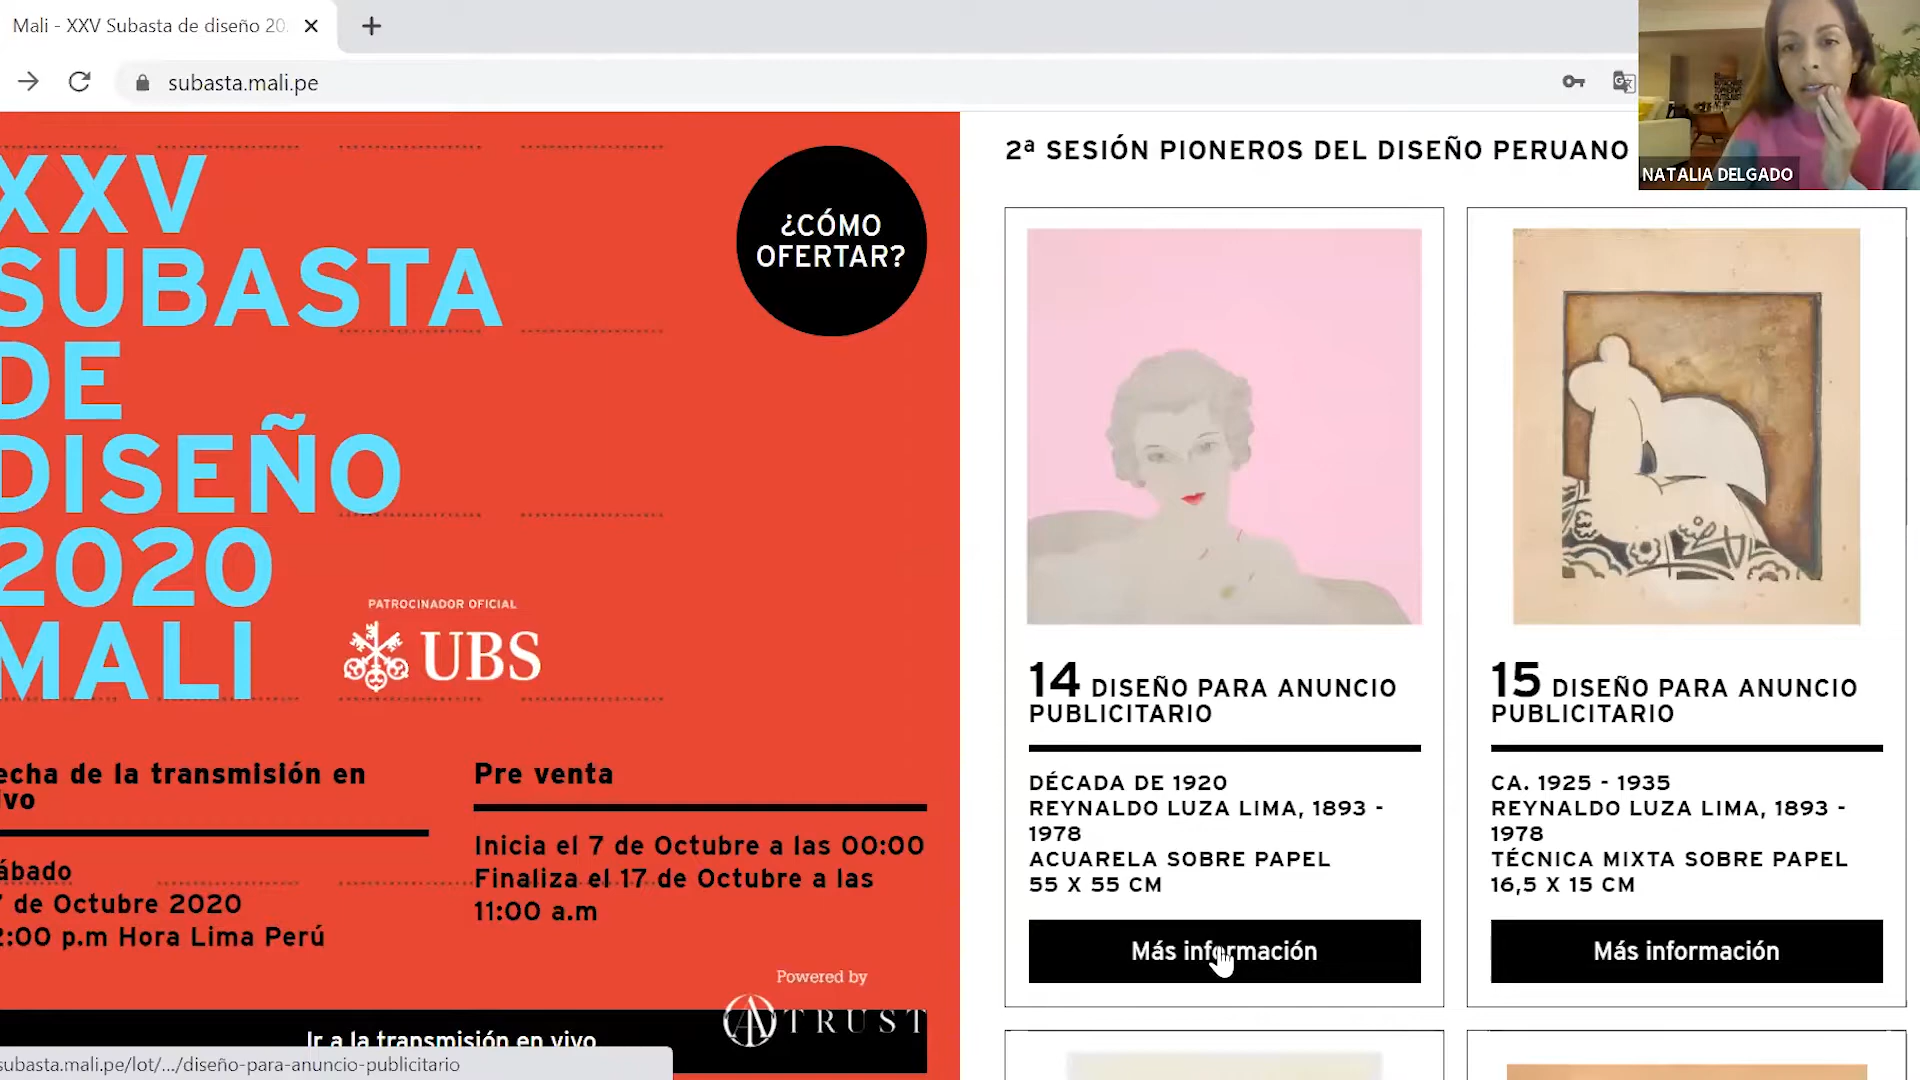 Mali - XXV Subasta de diseño 20
subasta.mali.pe
XXV
SUBASTA
DE
DISEÑO
2020
MALI
¿CÓMO
OFERTAR?
PATROCINADOR OFICIAL
UBS
echa de la transmisión en
ivo
ábado
7 de Octubre 2020
2:00 p.m Hora Lima Perú
Pre venta
Inicia el 7 de Octubre a las 00:00
Finaliza el 17 de Octubre a las
11:00 a.m
Powered by
TRUST
Ir a la transmisión en vivo
subasta.mali.pe/lot/.../diseño-para-anuncio-publicitario
2ª SESIÓN PIONEROS DEL DISEÑO PERUANO
14 DISEÑO PARA ANUNCIO
PUBLICITARIO
DÉCADA DE 1920
REYNALDO LUZA LIMA, 1893 -
1978
ACUARELA SOBRE PAPEL
55 X 55 CM
Más información
15 DISEÑO PARA ANUNCIO
PUBLICITARIO
CA. 1925 - 1935
REYNALDO LUZA LIMA, 1893 -
1978
TÉCNICA MIXTA SOBRE PAPEL
16,5 X 15 CM
Más información
NATALIA DELGADO